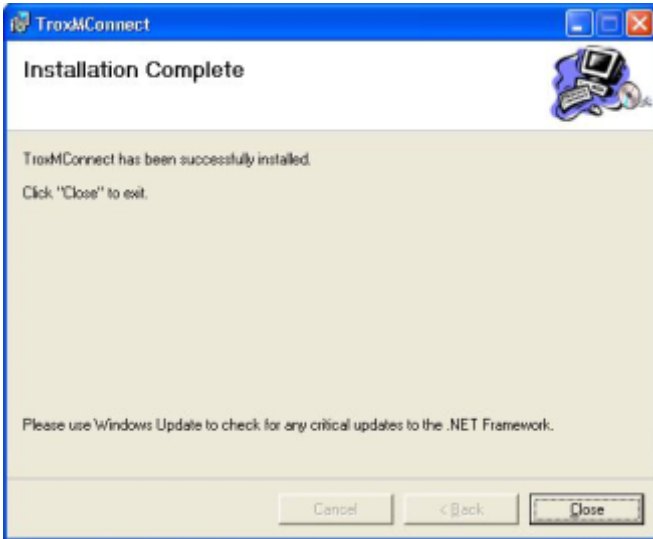 TroxMConnect
Installation Complete
TroxMConnect has been successfully installed.
Click "Close" to exit.
Please use Windows Update to check for any critical updates to the .NET Framework.
Cancel
< Back
Close